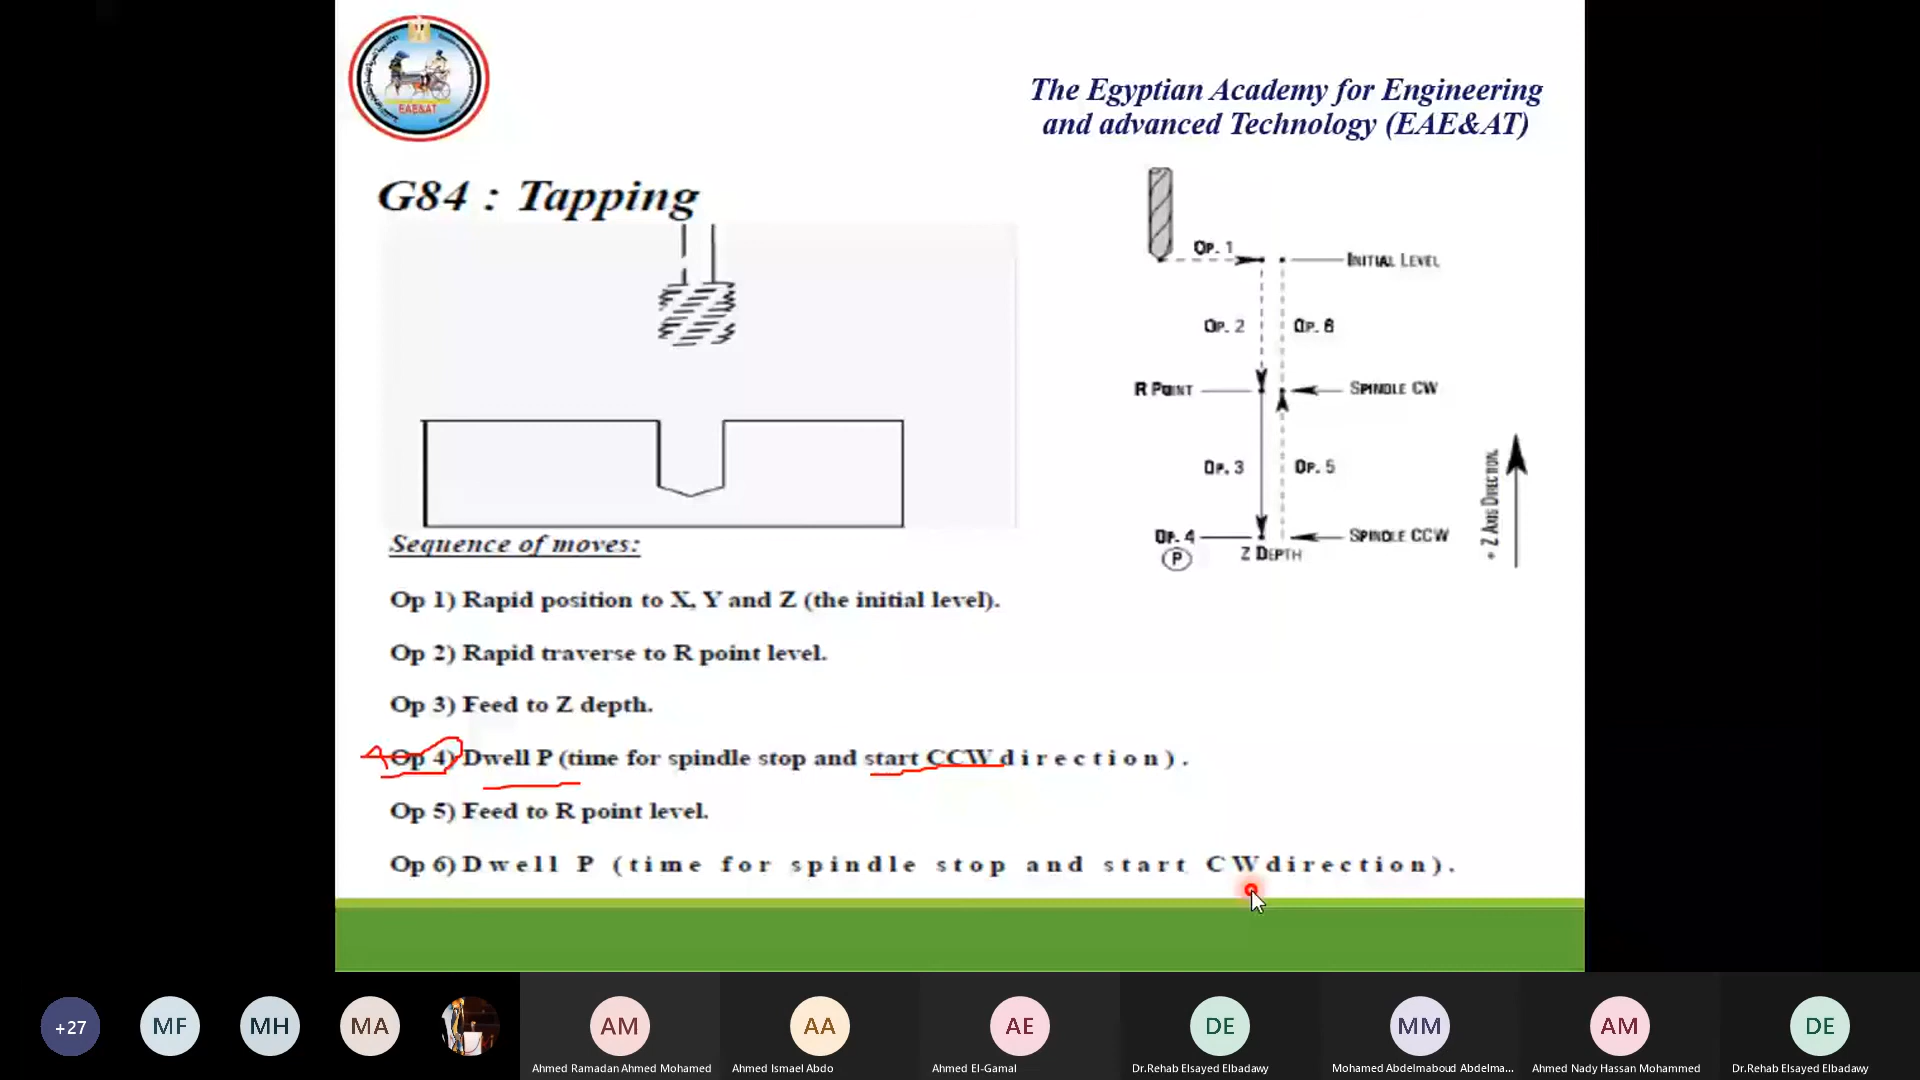 EAE&AT
The Egyptian Academy for Engineering
and advanced Technology (EAE&AT)
G84 : Tapping
OP. 1
INITIAL LEVEL
OP. 2
OP. 6
R POINT
SPINDLE CW
OP. 3
OP. 5
+ Z AXIS DIRECTION
OP. 4
SPINDLE CCW
P
Z DEPTH
Sequence of moves:
Op 1) Rapid position to X, Y and Z (the initial level).
Op 2) Rapid traverse to R point level.
Op 3) Feed to Z depth.
Op 4) Dwell P (time for spindle stop and start CCW direction).
Op 5) Feed to R point level.
Op 6) Dwell P (time for spindle stop and start CW direction).
+27
MF
MH
MA
AM
AA
AE
DE
MM
AM
DE
Ahmed Ramadan Ahmed Mohamed
Ahmed Ismael Abdo
Ahmed El-Gamal
Dr.Rehab Elsayed Elbadawy
Mohamed Abdelmaboud Abdelma...
Ahmed Nady Hassan Mohammed
Dr.Rehab Elsayed Elbadawy